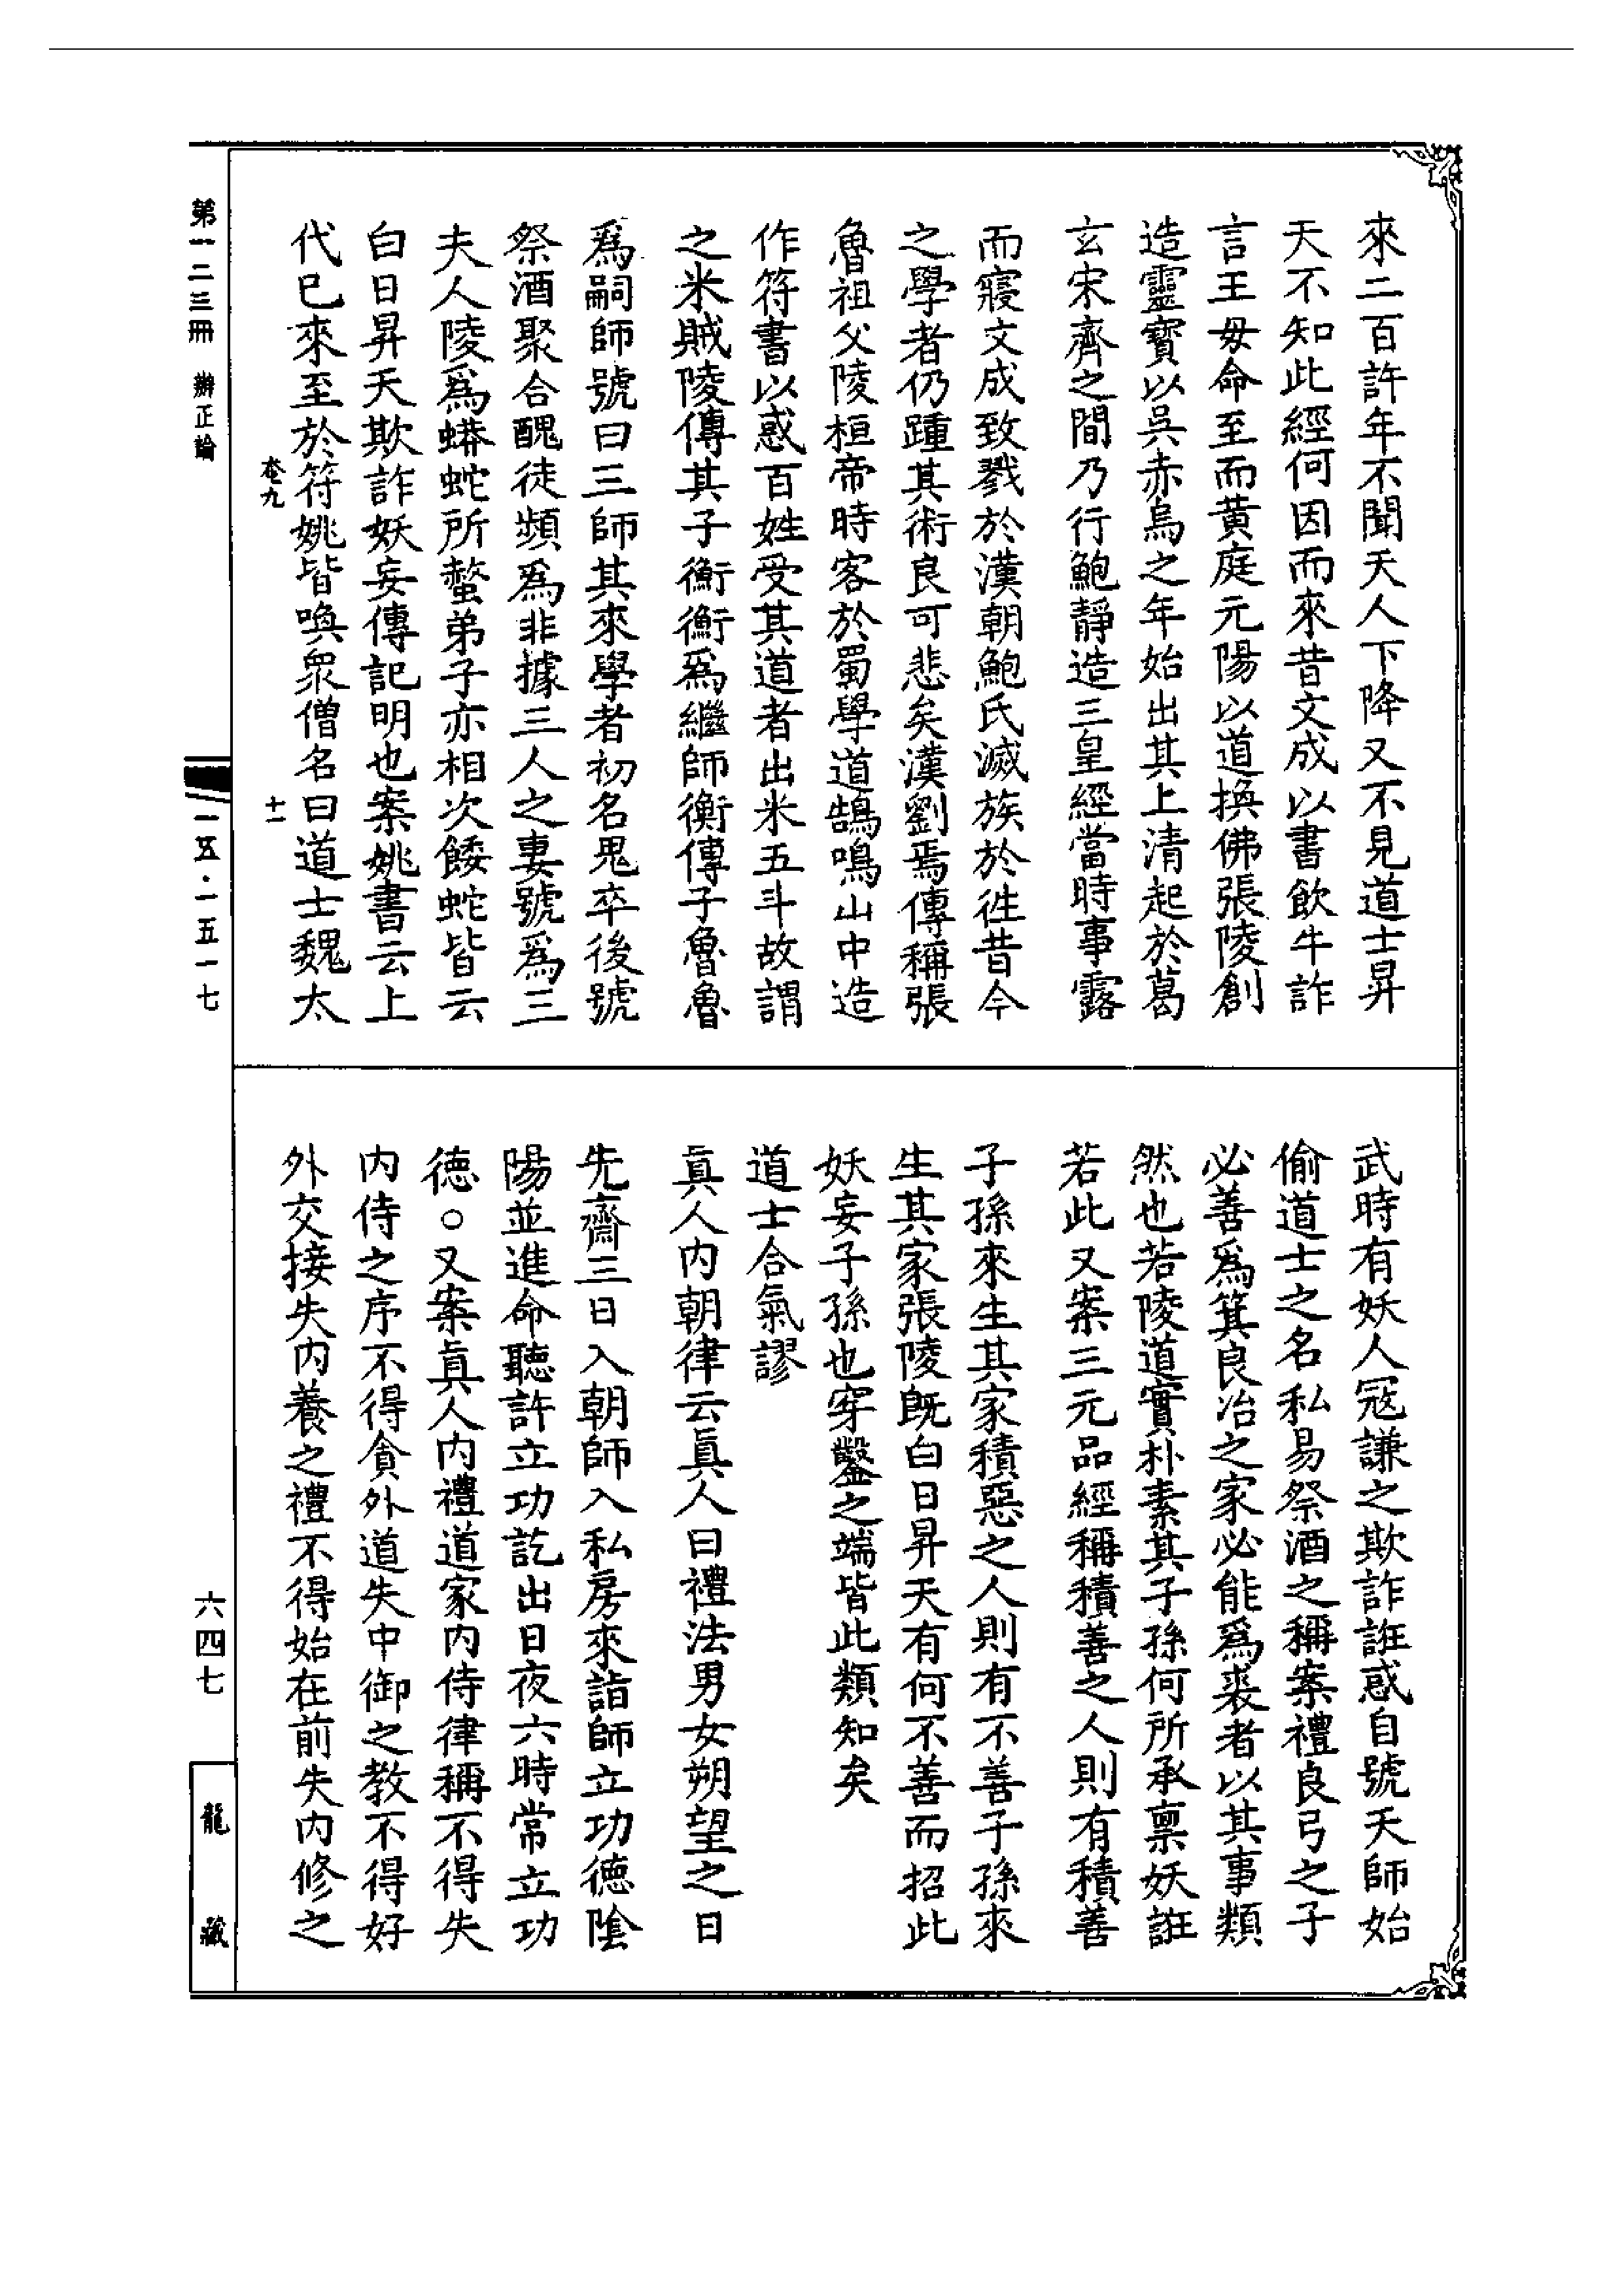 來二百許年不聞天人下降又不見道士昇
天不知此經何因而來昔文成以書飲牛詐
言王毋命至而黄庭元陽以道換佛張陵創
造靈寶以吳赤烏之年始出其上清起於葛
玄宋齊之間乃行鮑靜造三皇經當時事露
而寢文成致戮於漢朝鮑氏滅族於徃昔今
之學者仍踵其術良可悲矣漢劉焉傳稱張
魯祖父陵桓帝時客於蜀學道鵠鳴山中造
作符書以惑百姓受其道者出米五斗故謂
之米賊陵傳其子衡衡爲繼師衡傳子魯魯
爲嗣師號曰三師其來學者初名鬼卒後號
祭酒聚合醜徒頻爲非據三人之妻號爲三
夫人陵爲蟒蛇所螫弟子亦相次餧蛇皆云
白日昇天欺詐妖妄傳記明也案姚書云上
代已來至於符姚皆喚衆僧名曰道士魏太
武時有妖人冦謙之欺詐誑惑自號天師始
偷道士之名私易祭酒之稱案禮良弓之子
必善爲箕良冶之家必能爲裘者以其事類
然也若陵道實朴素其子孫何所承禀妖誑
若此又案三元品經稱積善之人則有積善
子孫來生其家積惡之人則有不善子孫來
生其家張陵旣白日昇天有何不善而招此
妖妄子孫也穿鑿之端皆此類知矣
道士合氣謬
眞人内朝律云眞人曰禮法男女朔望之日
先齋三日入朝師入私房來詣師立功德陰
陽並進命聽許立功訖出日夜六時常立功
德○又案眞人内禮道家内侍律稱不得失
内侍之序不得貪外道失中御之教不得好
外交接失内養之禮不得始在前失内修之
卷九
十一
第一二三冊 辯正論
一五·一五一七
六四七
龍藏